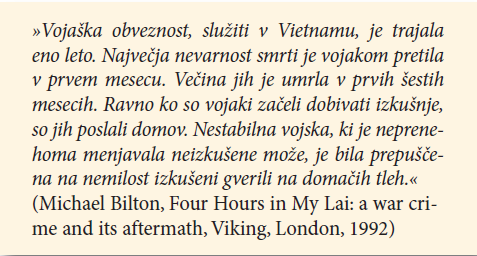 »Vojaška obveznost, služiti v Vietnamu, je trajala
eno leto. Največja nevarnost smrti je vojakom pretila
v prvem mesecu. Večina jih je umrla v prvih šestih
mesecih. Ravno ko so vojaki začeli dobivati izkušnje,
so jih poslali domov. Nestabilna vojska, ki je neprene-
homa menjavala neizkušene može, je bila prepušče-
na na nemilost izkušeni gverili na domačih tleh.«
(Michael Bilton, Four Hours in My Lai: a war cri-
me and its aftermath, Viking, London, 1992)